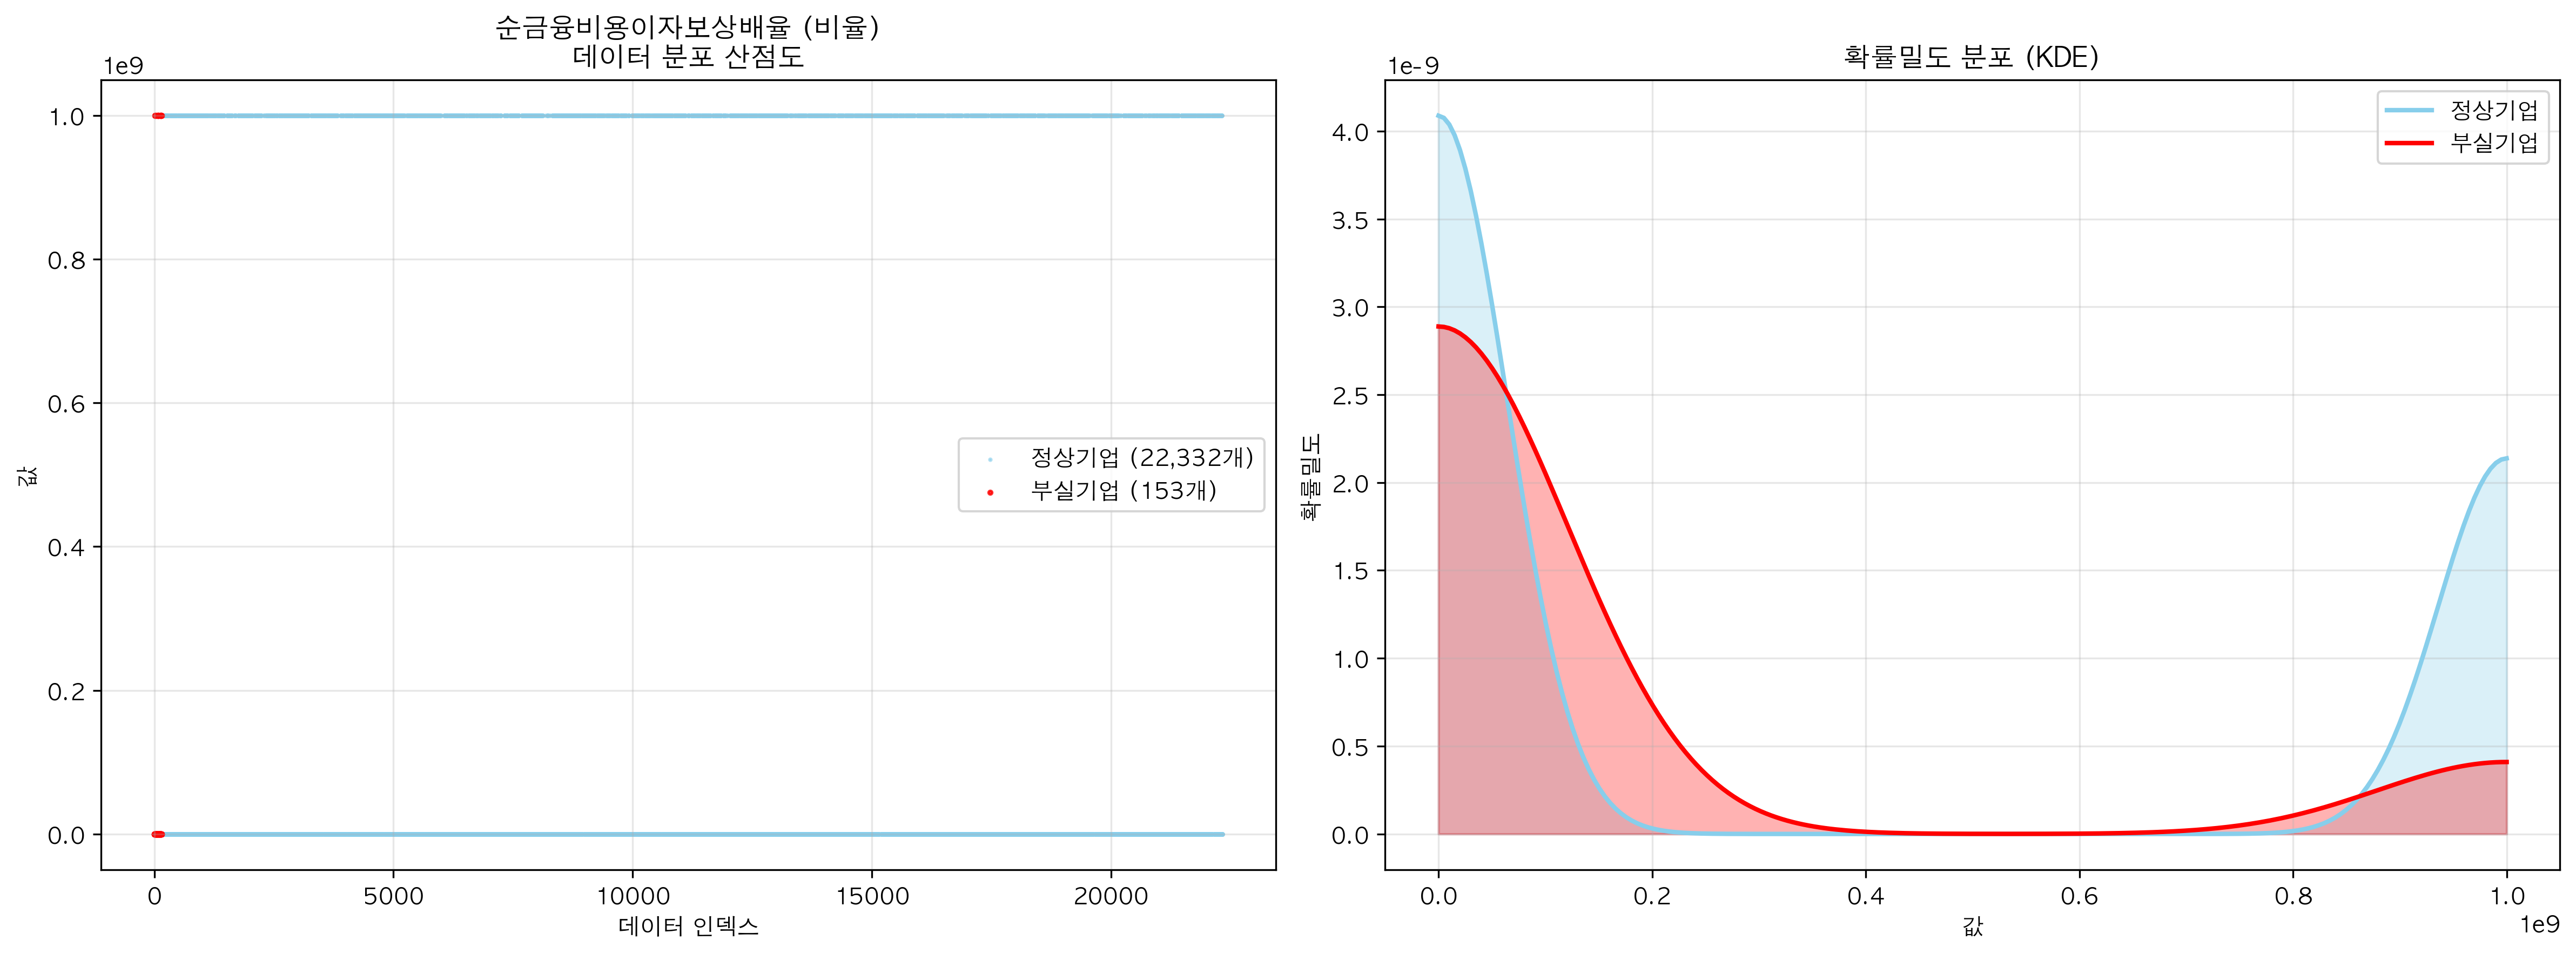 순금융비용이자보상배율 (비율)
데이터 분포 산점도
1e9
1.0
0.8
0.6
0.4
0.2
0.0
값
정상기업 (22,332개)
부실기업 (153개)
0
5000
10000
15000
20000
데이터 인덱스
확률밀도 분포 (KDE)
1e-9
4.0
3.5
3.0
2.5
2.0
1.5
1.0
0.5
0.0
확률밀도
정상기업
부실기업
0.0
0.2
0.4
0.6
0.8
1.0
1e9
값